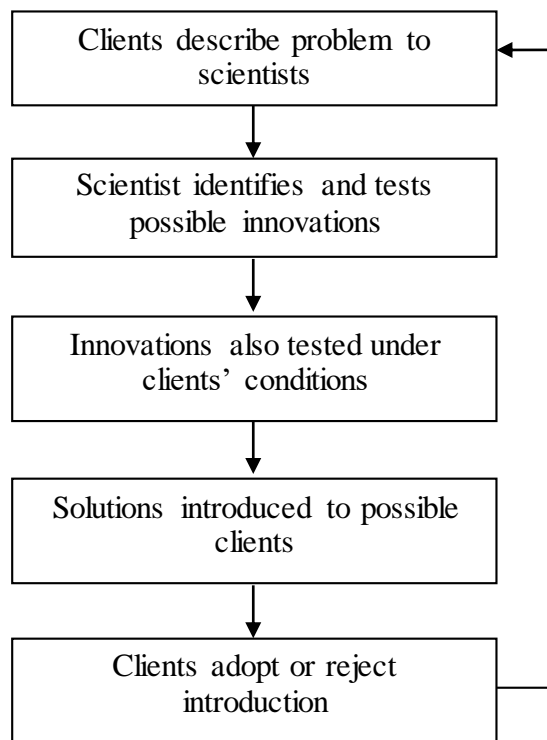 Clients describe problem to
scientists
Scientist identifies and tests
possible innovations
Innovations also tested under
clients’ conditions
Solutions introduced to possible
clients
Clients adopt or reject
introduction